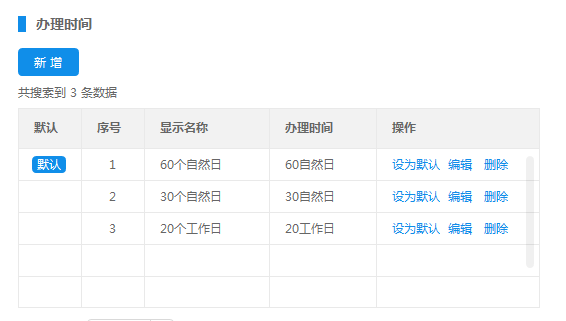 办理时间
新 增
共搜索到 3 条数据
默认 序号 显示名称 办理时间 操作
默认 1 60个自然日 60自然日 设为默认 编辑 删除
2 30个自然日 30自然日 设为默认 编辑 删除
3 20个工作日 20工作日 设为默认 编辑 删除